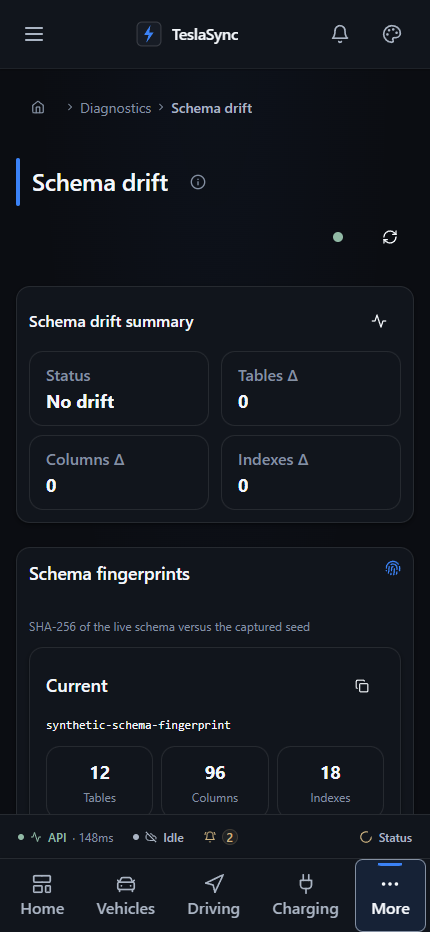 TeslaSync
Diagnostics
Schema drift
Schema drift
Schema drift summary
Status
No drift
Tables Δ
0
Columns Δ
0
Indexes Δ
0
Schema fingerprints
SHA-256 of the live schema versus the captured seed
Current
synthetic-schema-fingerprint
12
Tables
96
Columns
18
Indexes
API · 148ms
Idle
2
Status
Home
Vehicles
Driving
Charging
More